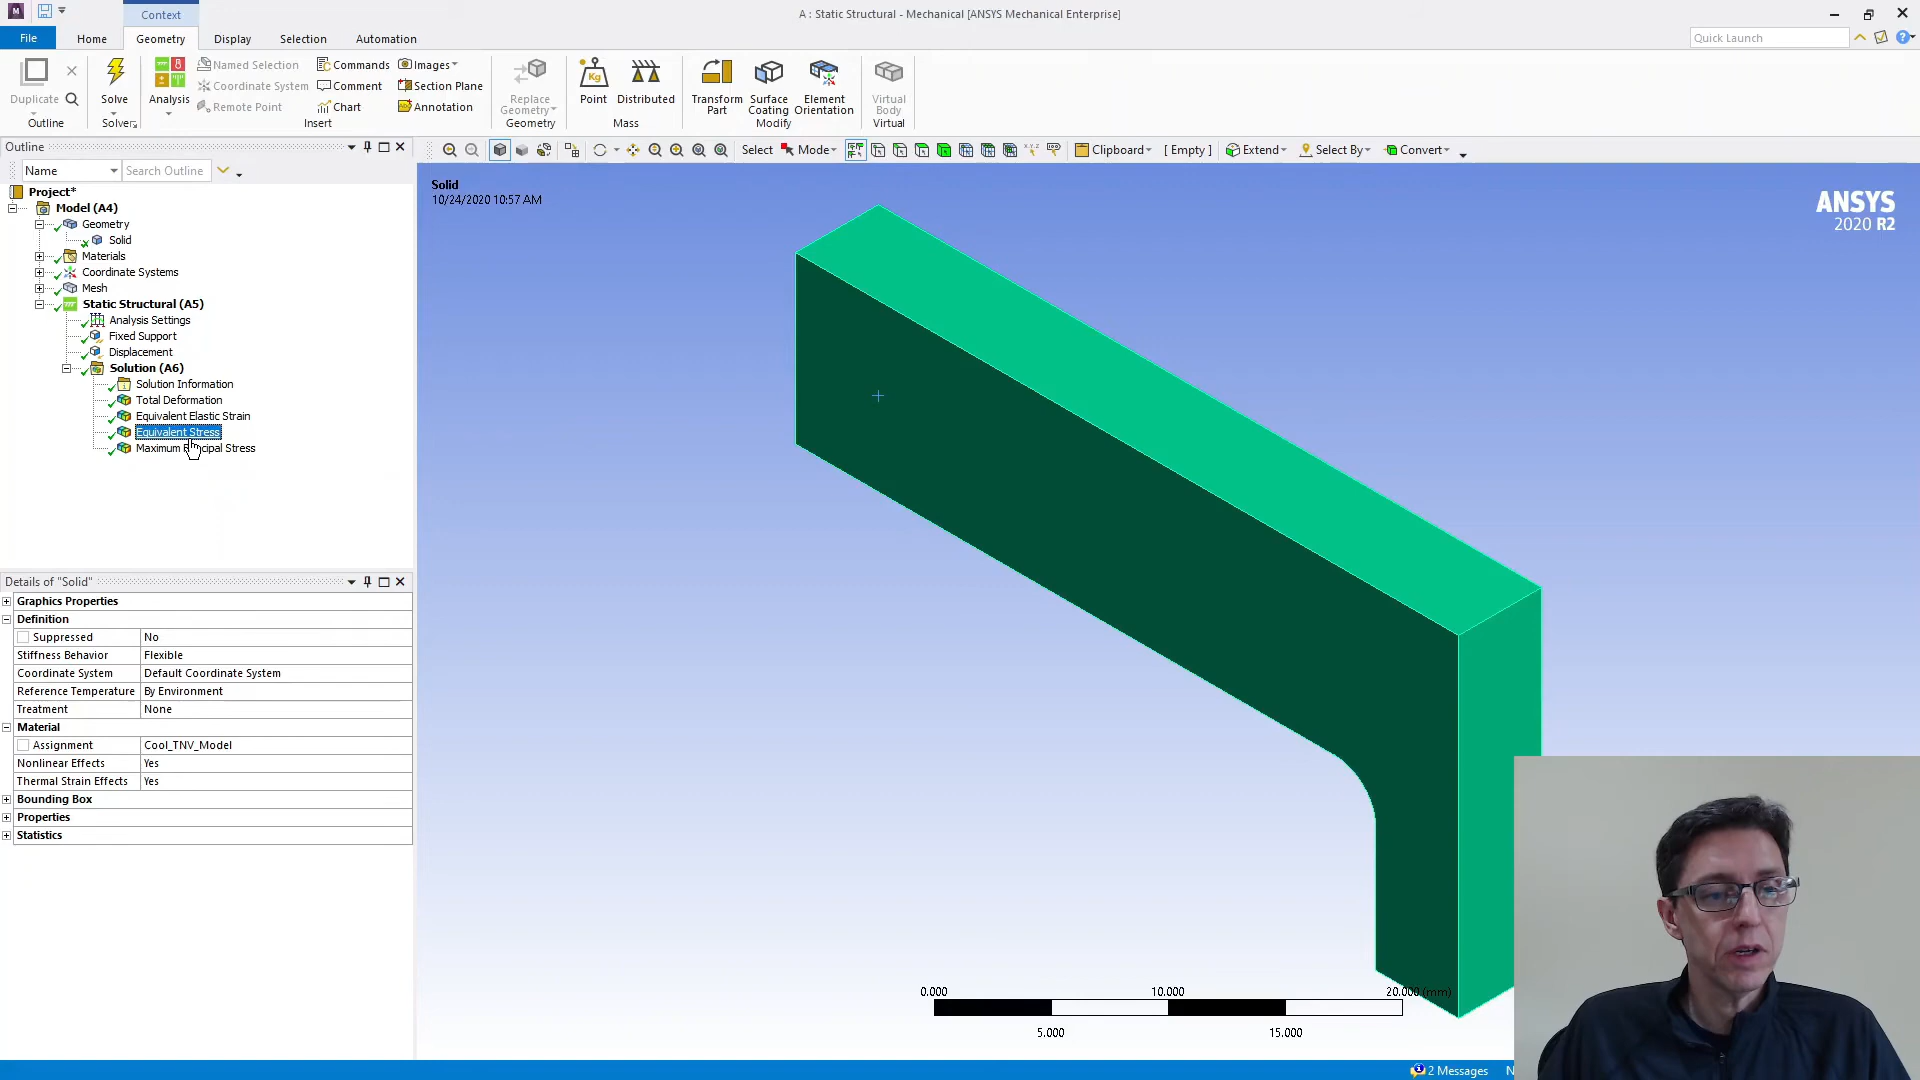 Context
A : Static Structural - Mechanical [ANSYS Mechanical Enterprise]
File
Home
Geometry
Display
Selection
Automation
Quick Launch
Duplicate
Outline
Solve
Solver
Analysis
Named Selection
Coordinate System
Remote Point
Commands
Comment
Chart
Images
Section Plane
Annotation
Insert
Replace
Geometry
Geometry
Point
Distributed
Mass
Transform
Part
Surface
Coating
Element
Orientation
Modify
Virtual
Body
Virtual
Outline
Name
Search Outline
Select
Mode
Clipboard
[ Empty ]
Extend
Select By
Convert
Project*
Model (A4)
Geometry
Solid
Materials
Coordinate Systems
Mesh
Static Structural (A5)
Analysis Settings
Fixed Support
Displacement
Solution (A6)
Solution Information
Total Deformation
Equivalent Elastic Strain
Equivalent Stress
Details of "Solid"
Graphics Properties
Definition
Suppressed No
Stiffness Behavior Flexible
Coordinate System Default Coordinate System
Reference Temperature By Environment
Treatment None
Material
Assignment Cool_TNV_Model
Nonlinear Effects Yes
Thermal Strain Effects Yes
Bounding Box
Properties
Statistics
Solid
10/24/2020 10:57 AM
ANSYS
2020 R2
0.000
10.000
20.000 (mm)
5.000
15.000
2 Messages